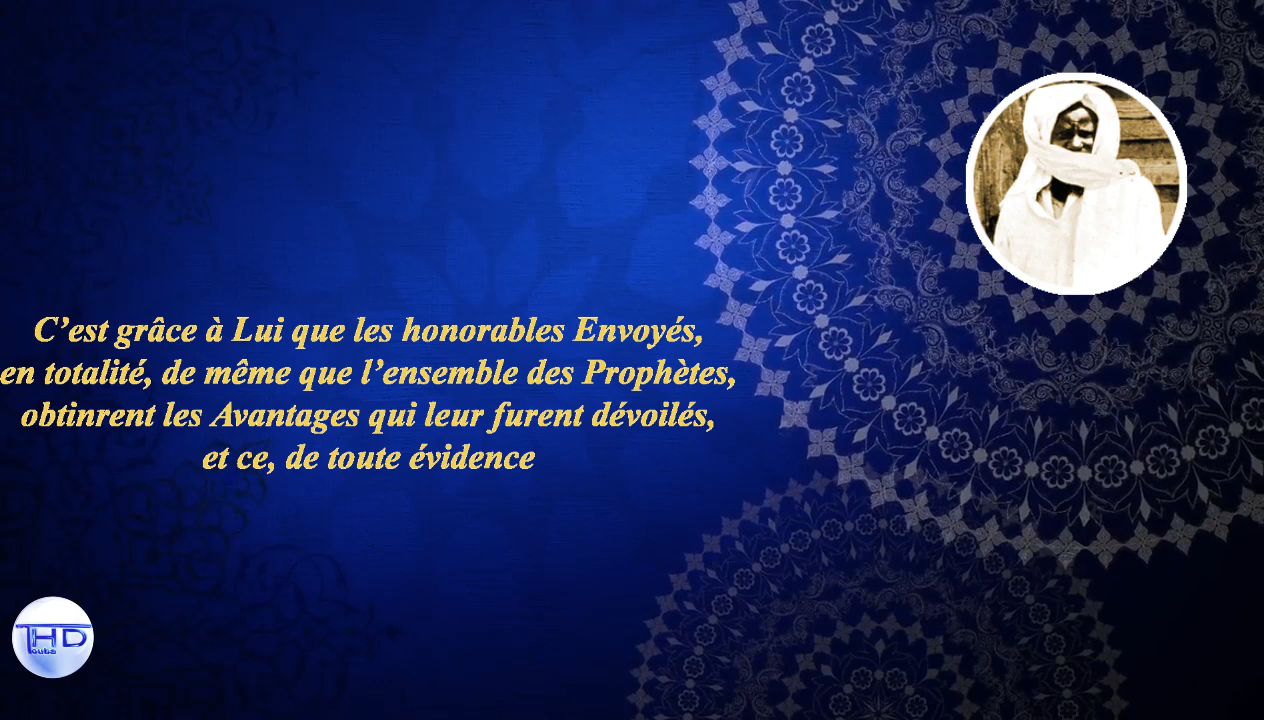 C’est grâce à Lui que les honorables Envoyés,
en totalité, de même que l’ensemble des Prophètes,
obtinrent les Avantages qui leur furent dévoilés,
et ce, de toute évidence
THD
Touba